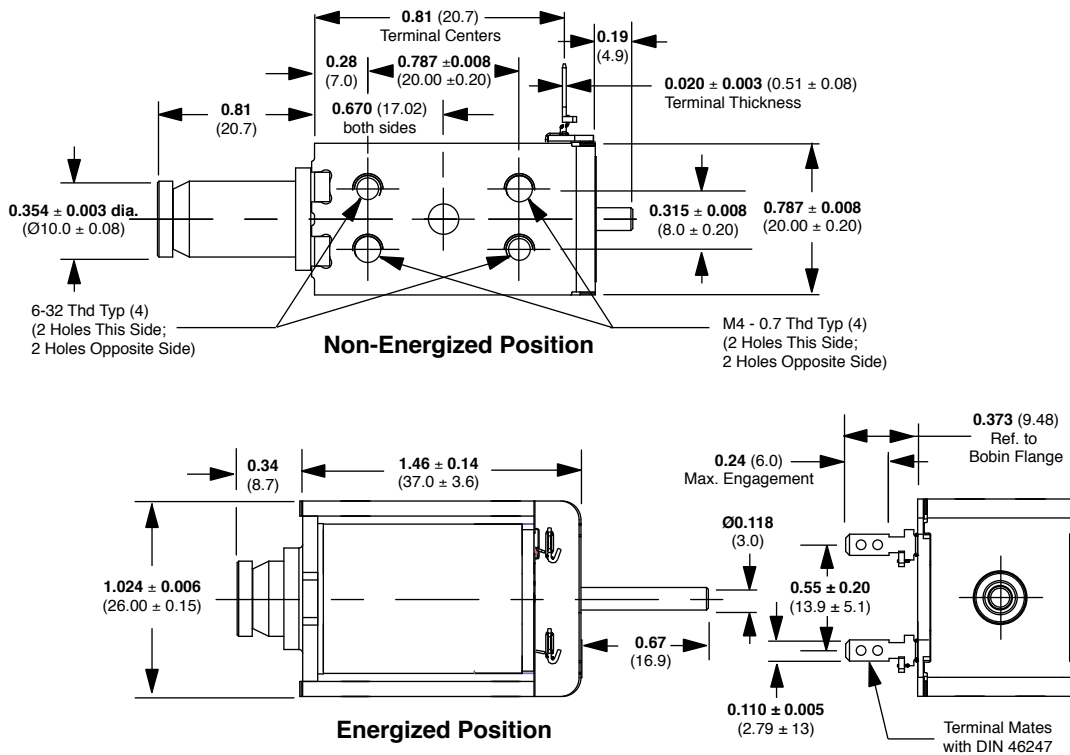 0.81 (20.7)
Terminal Centers
0.19
(4.9)
0.28
(7.0)
0.787 ±0.008
(20.00 ±0.20)
0.020 ± 0.003 (0.51 ± 0.08)
Terminal Thickness
0.81
(20.7)
0.670 (17.02)
both sides
0.354 ± 0.003 dia.
(Ø10.0 ± 0.08)
0.315 ± 0.008
(8.0 ± 0.20)
0.787 ± 0.008
(20.00 ± 0.20)
6-32 Thd Typ (4)
(2 Holes This Side;
2 Holes Opposite Side)
Non-Energized Position
M4 - 0.7 Thd Typ (4)
(2 Holes This Side;
2 Holes Opposite Side)
0.34
(8.7)
1.46 ± 0.14
(37.0 ± 3.6)
0.373 (9.48)
Ref. to
Bobin Flange
0.24 (6.0)
Max. Engagement
Ø0.118
(3.0)
1.024 ± 0.006
(26.00 ± 0.15)
0.55 ± 0.20
(13.9 ± 5.1)
0.67
(16.9)
0.110 ± 0.005
(2.79 ± 13)
Energized Position
Terminal Mates
with DIN 46247